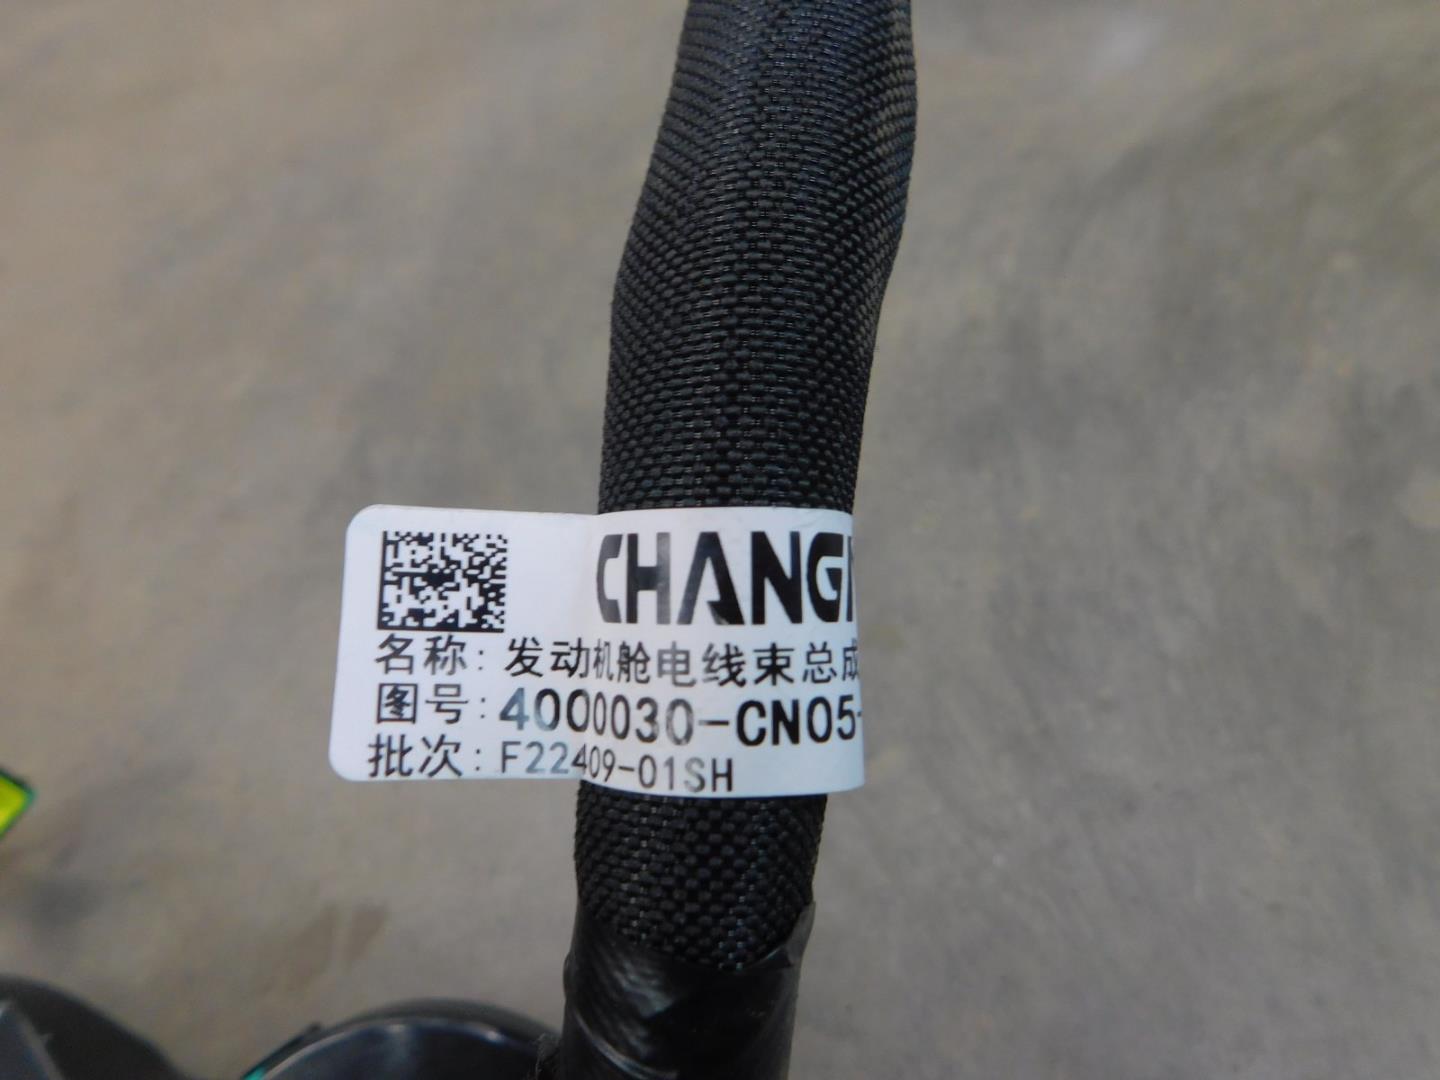 CHANG
名称：发动机舱电线束总成
图号：4000030-CN05-
批次：F22409-01SH